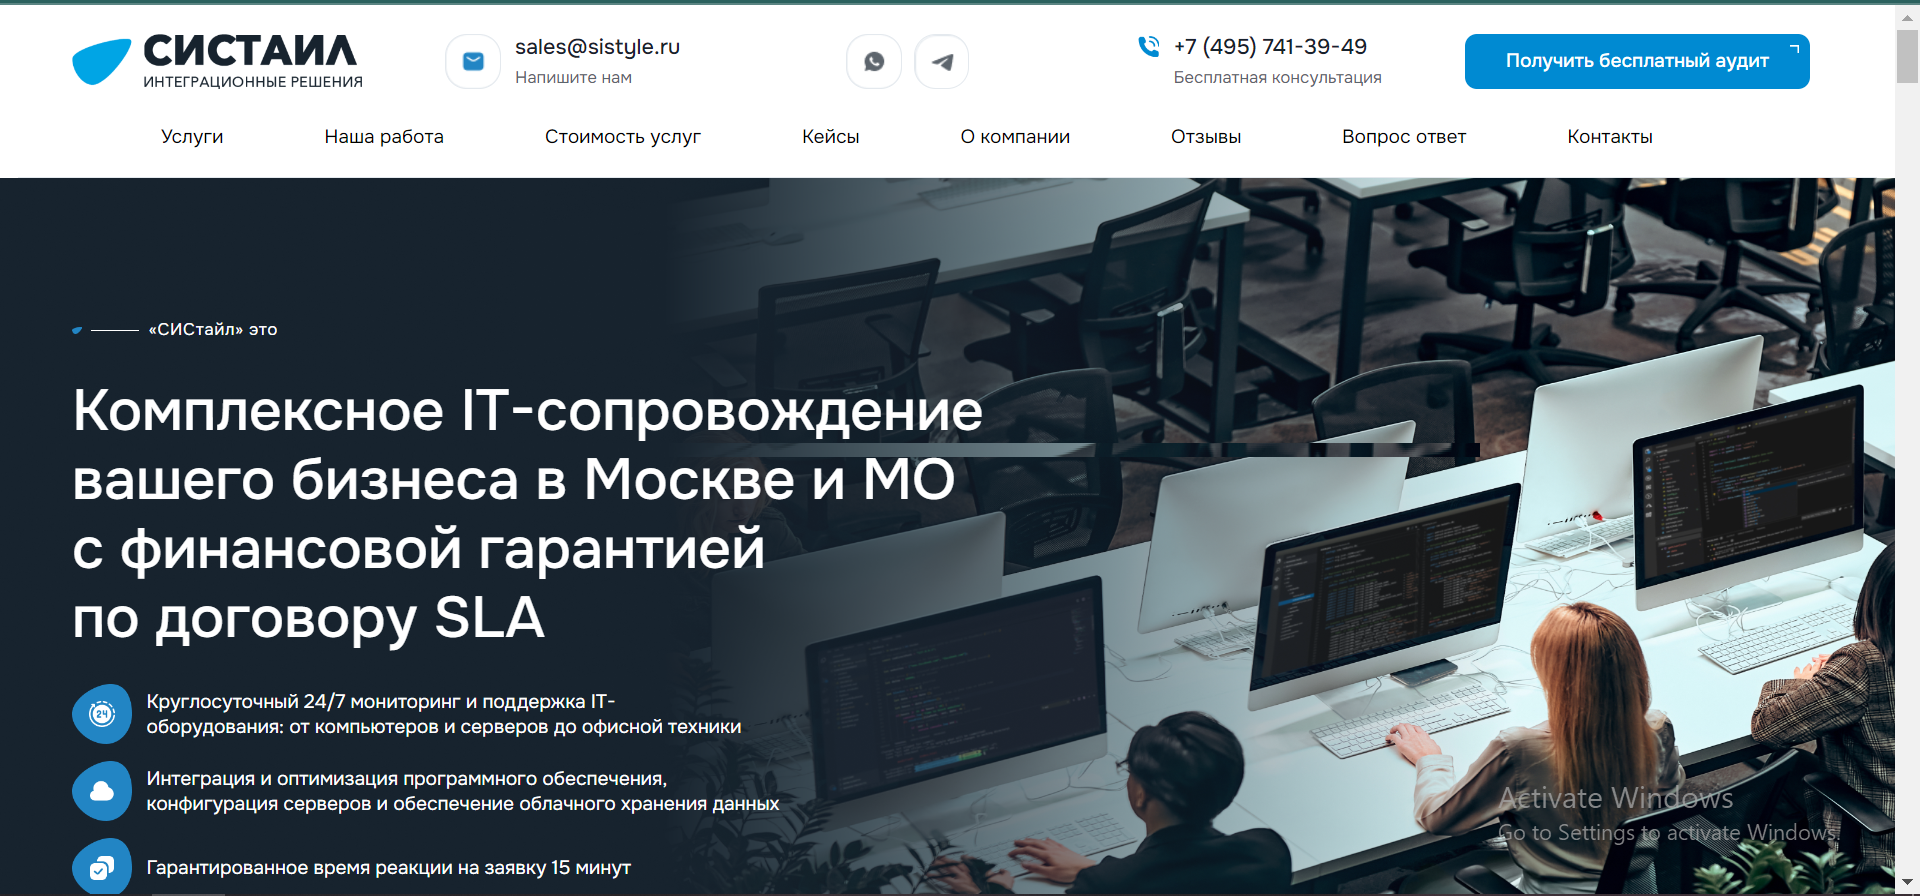 СИСТАИЛ
ИНТЕГРАЦИОННЫЕ РЕШЕНИЯ
sales@sistyle.ru
Напишите нам
+7 (495) 741-39-49
Бесплатная консультация
Получить бесплатный аудит
Услуги
Наша работа
Стоимость услуг
Кейсы
О компании
Отзывы
Вопрос ответ
Контакты
«СИСтайл» это
Комплексное IT-сопровождение
вашего бизнеса в Москве и МО
с финансовой гарантией
по договору SLA
24
Круглосуточный 24/7 мониторинг и поддержка IT-
оборудования: от компьютеров и серверов до офисной техники
Интеграция и оптимизация программного обеспечения,
конфигурация серверов и обеспечение облачного хранения данных
Гарантированное время реакции на заявку 15 минут
Activate Windows
Go to Settings to activate Windows.